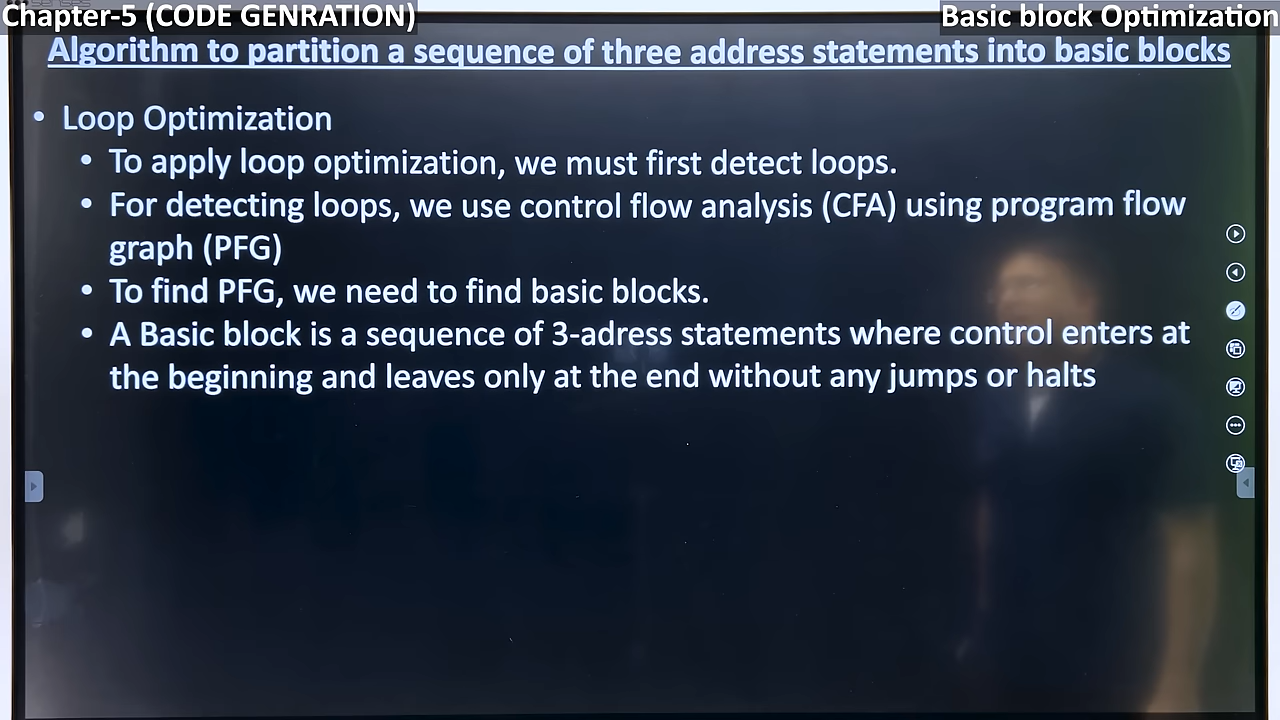 Chapter-5 (CODE GENRATION)
Basic block Optimization
Algorithm to partition a sequence of three address statements into basic blocks
• Loop Optimization
• To apply loop optimization, we must first detect loops.
• For detecting loops, we use control flow analysis (CFA) using program flow
graph (PFG)
• To find PFG, we need to find basic blocks.
• A Basic block is a sequence of 3-adress statements where control enters at
the beginning and leaves only at the end without any jumps or halts